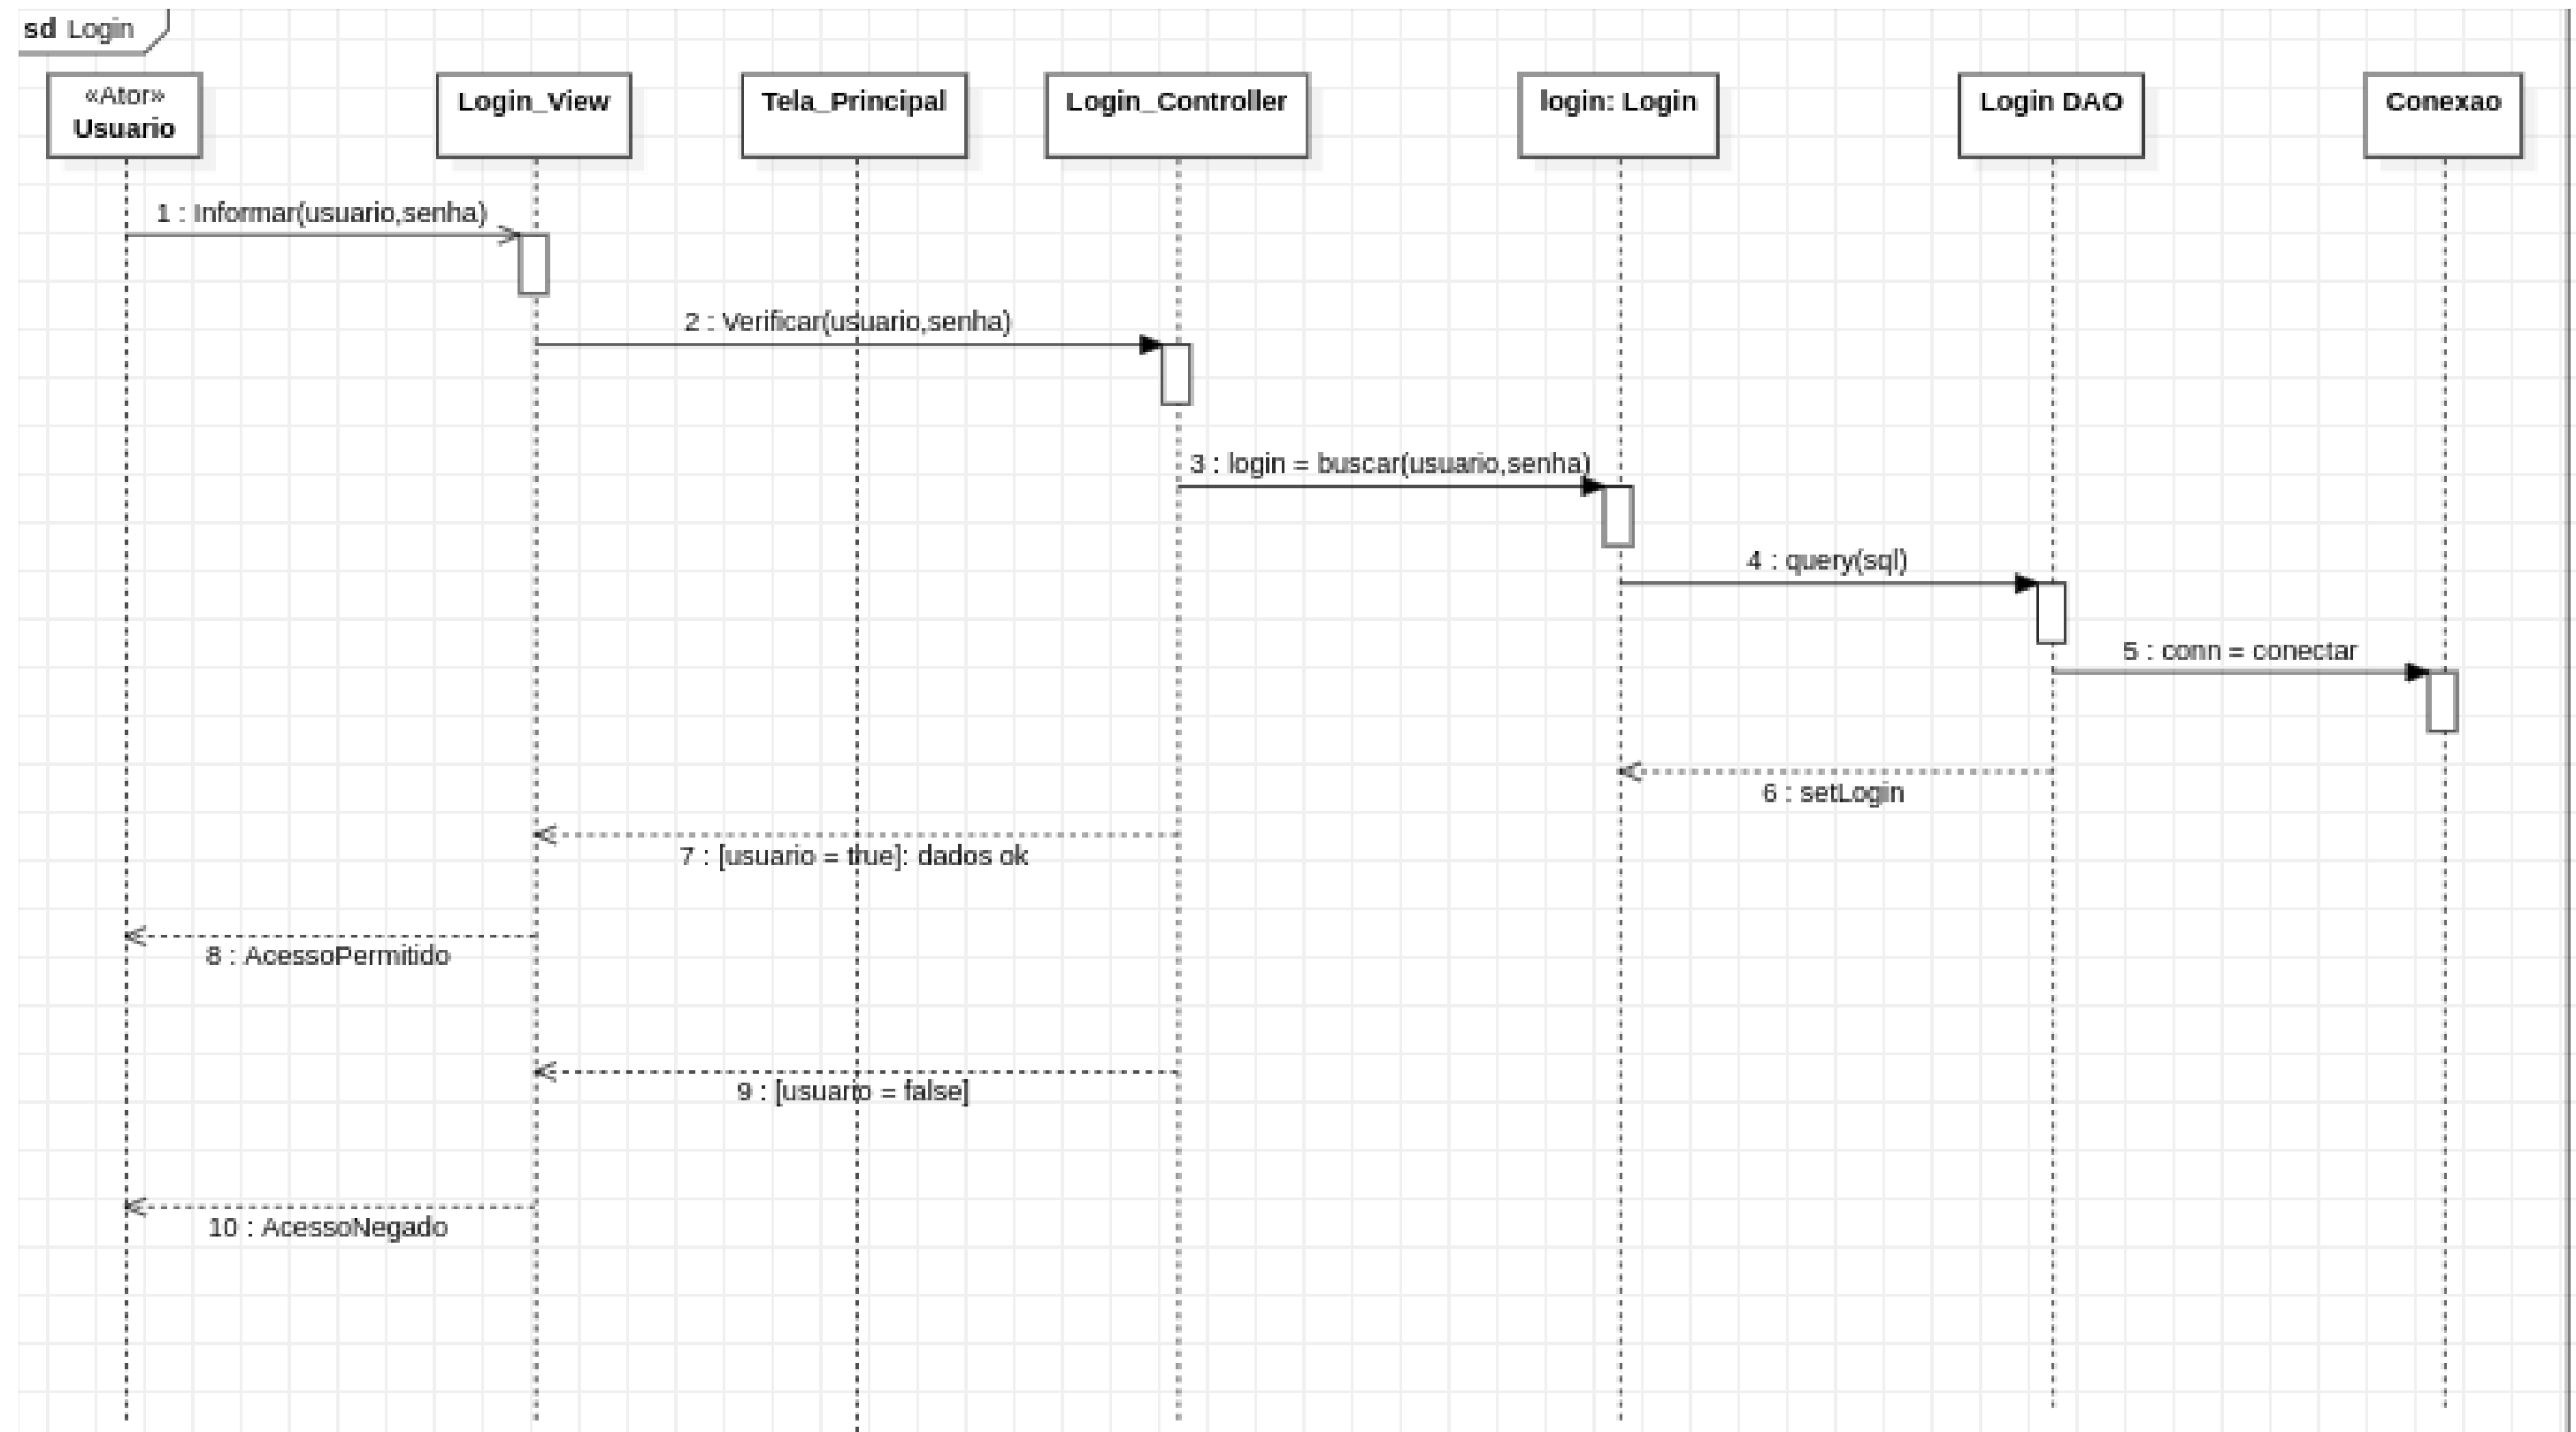 sd Login
«Ator»
Usuario
Login_View
Tela_Principal
Login_Controller
login: Login
Login DAO
Conexao
1 : Informar(usuario,senha)
2 : Verificar(usuario,senha)
3 : login = buscar(usuario,senha)
4 : query(sql)
5 : conn = conectar
6 : setLogin
7 : [usuario = true]: dados ok
8 : AcessoPermitido
9 : [usuario = false]
10 : AcessoNegado